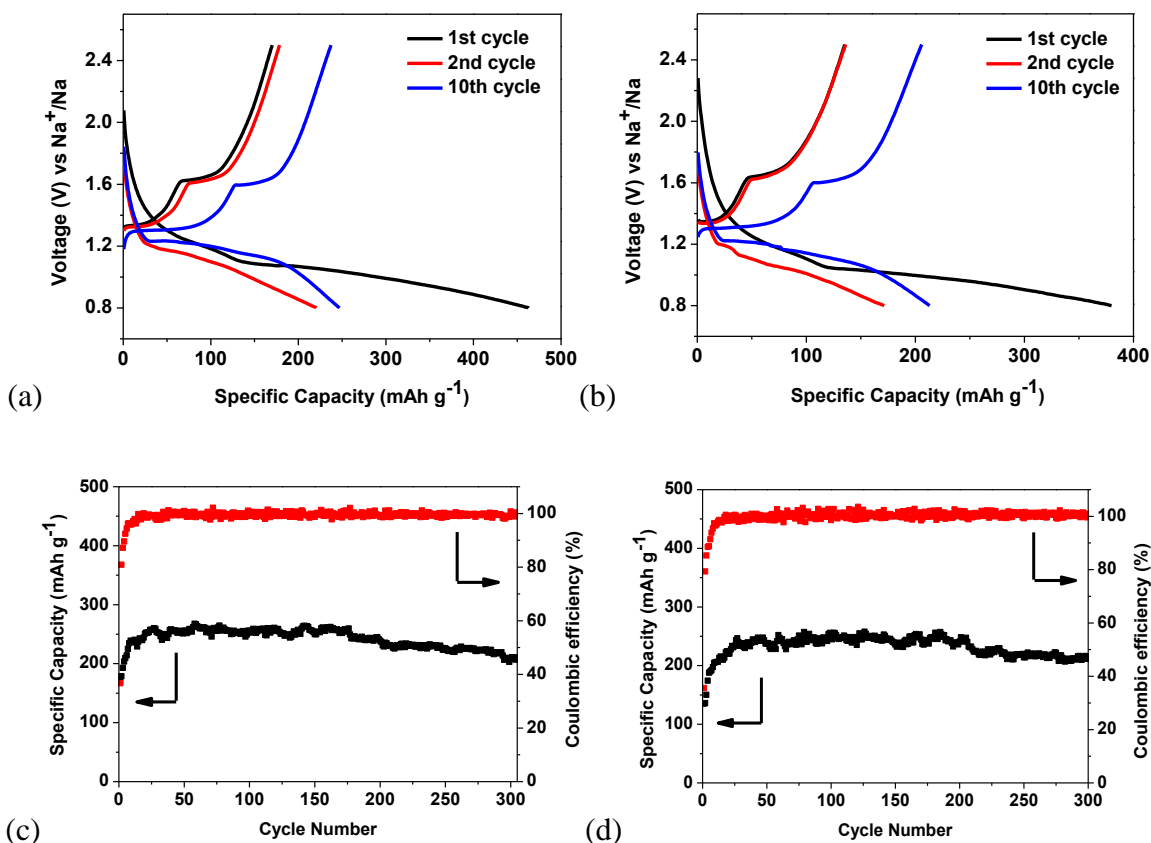 2.4
2.0
1.6
1.2
0.8
Voltage (V) vs Na⁺/Na
1st cycle
2nd cycle
10th cycle
0 100 200 300 400 500
Specific Capacity (mAh g⁻¹)
(a)
2.4
2.0
1.6
1.2
0.8
Voltage (V) vs Na⁺/Na
1st cycle
2nd cycle
10th cycle
0 100 200 300 400
Specific Capacity (mAh g⁻¹)
(b)
500
450
300
250
200
100
0
Specific Capacity (mAh g⁻¹)
100
80
60
40
20
0
Coulombic efficiency (%)
0 50 100 150 200 250 300
Cycle Number
(c)
500
450
300
250
200
100
0
Specific Capacity (mAh g⁻¹)
100
80
60
40
20
0
Coulombic efficiency (%)
0 50 100 150 200 250 300
Cycle Number
(d)